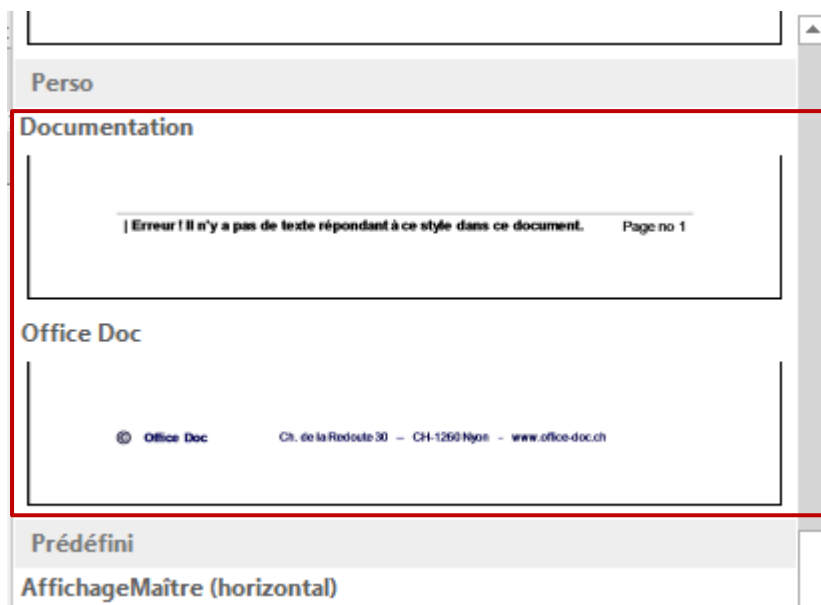 Perso
Documentation
| Erreur ! Il n'y a pas de texte répondant à ce style dans ce document. Page no 1
Office Doc
© Office Doc Ch. de la Redoute 30 – CH-1260 Nyon - www.office-doc.ch
Prédéfini
AffichageMaître (horizontal)